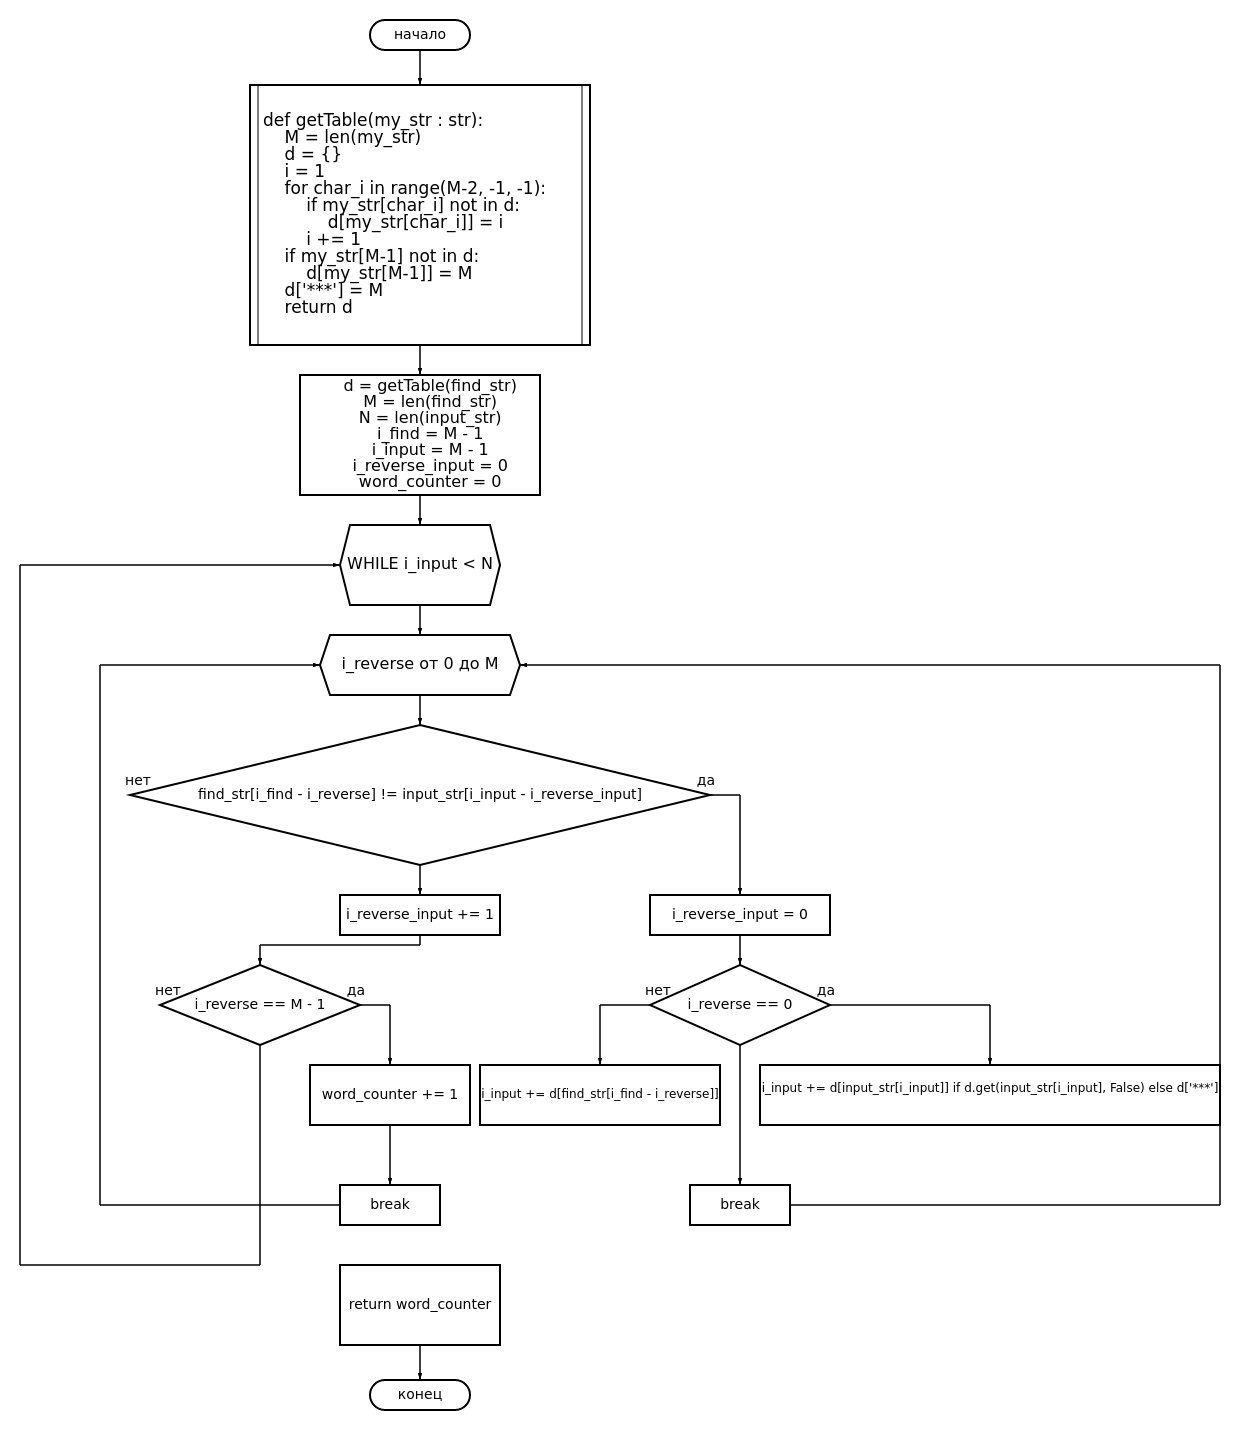 начало
def getTable(my_str : str):
M = len(my_str)
d = {}
i = 1
for char_i in range(M-2, -1, -1):
if my_str[char_i] not in d:
d[my_str[char_i]] = i
i += 1
if my_str[M-1] not in d:
d[my_str[M-1]] = M
d['***'] = M
return d
d = getTable(find_str)
M = len(find_str)
N = len(input_str)
i_find = M - 1
i_input = M - 1
i_reverse_input = 0
word_counter = 0
WHILE i_input < N
i_reverse от 0 до M
нет
да
find_str[i_find - i_reverse] != input_str[i_input - i_reverse_input]
i_reverse_input += 1
i_reverse_input = 0
нет
i_reverse == M - 1
да
нет
i_reverse == 0
да
word_counter += 1
i_input += d[find_str[i_find - i_reverse]]
i_input += d[input_str[i_input]] if d.get(input_str[i_input], False) else d['***']
break
break
return word_counter
конец